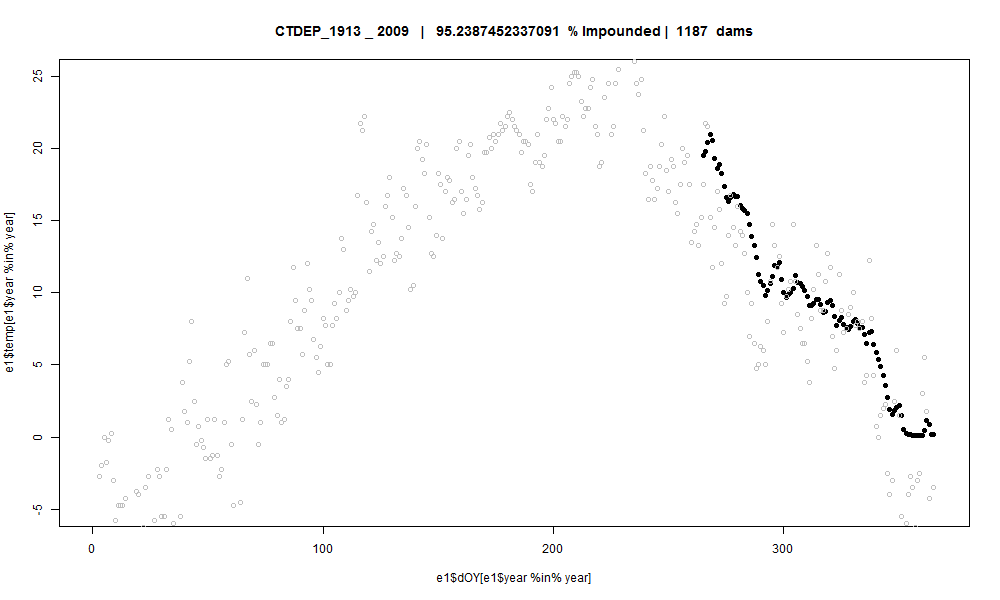 CTDEP_1913 _ 2009 | 95.2387452337091 % Impounded | 1187 dams
25
20
15
10
5
0
-5
e1$temp[e1$year %in% year]
0 100 200 300
e1$dOY[e1$year %in% year]